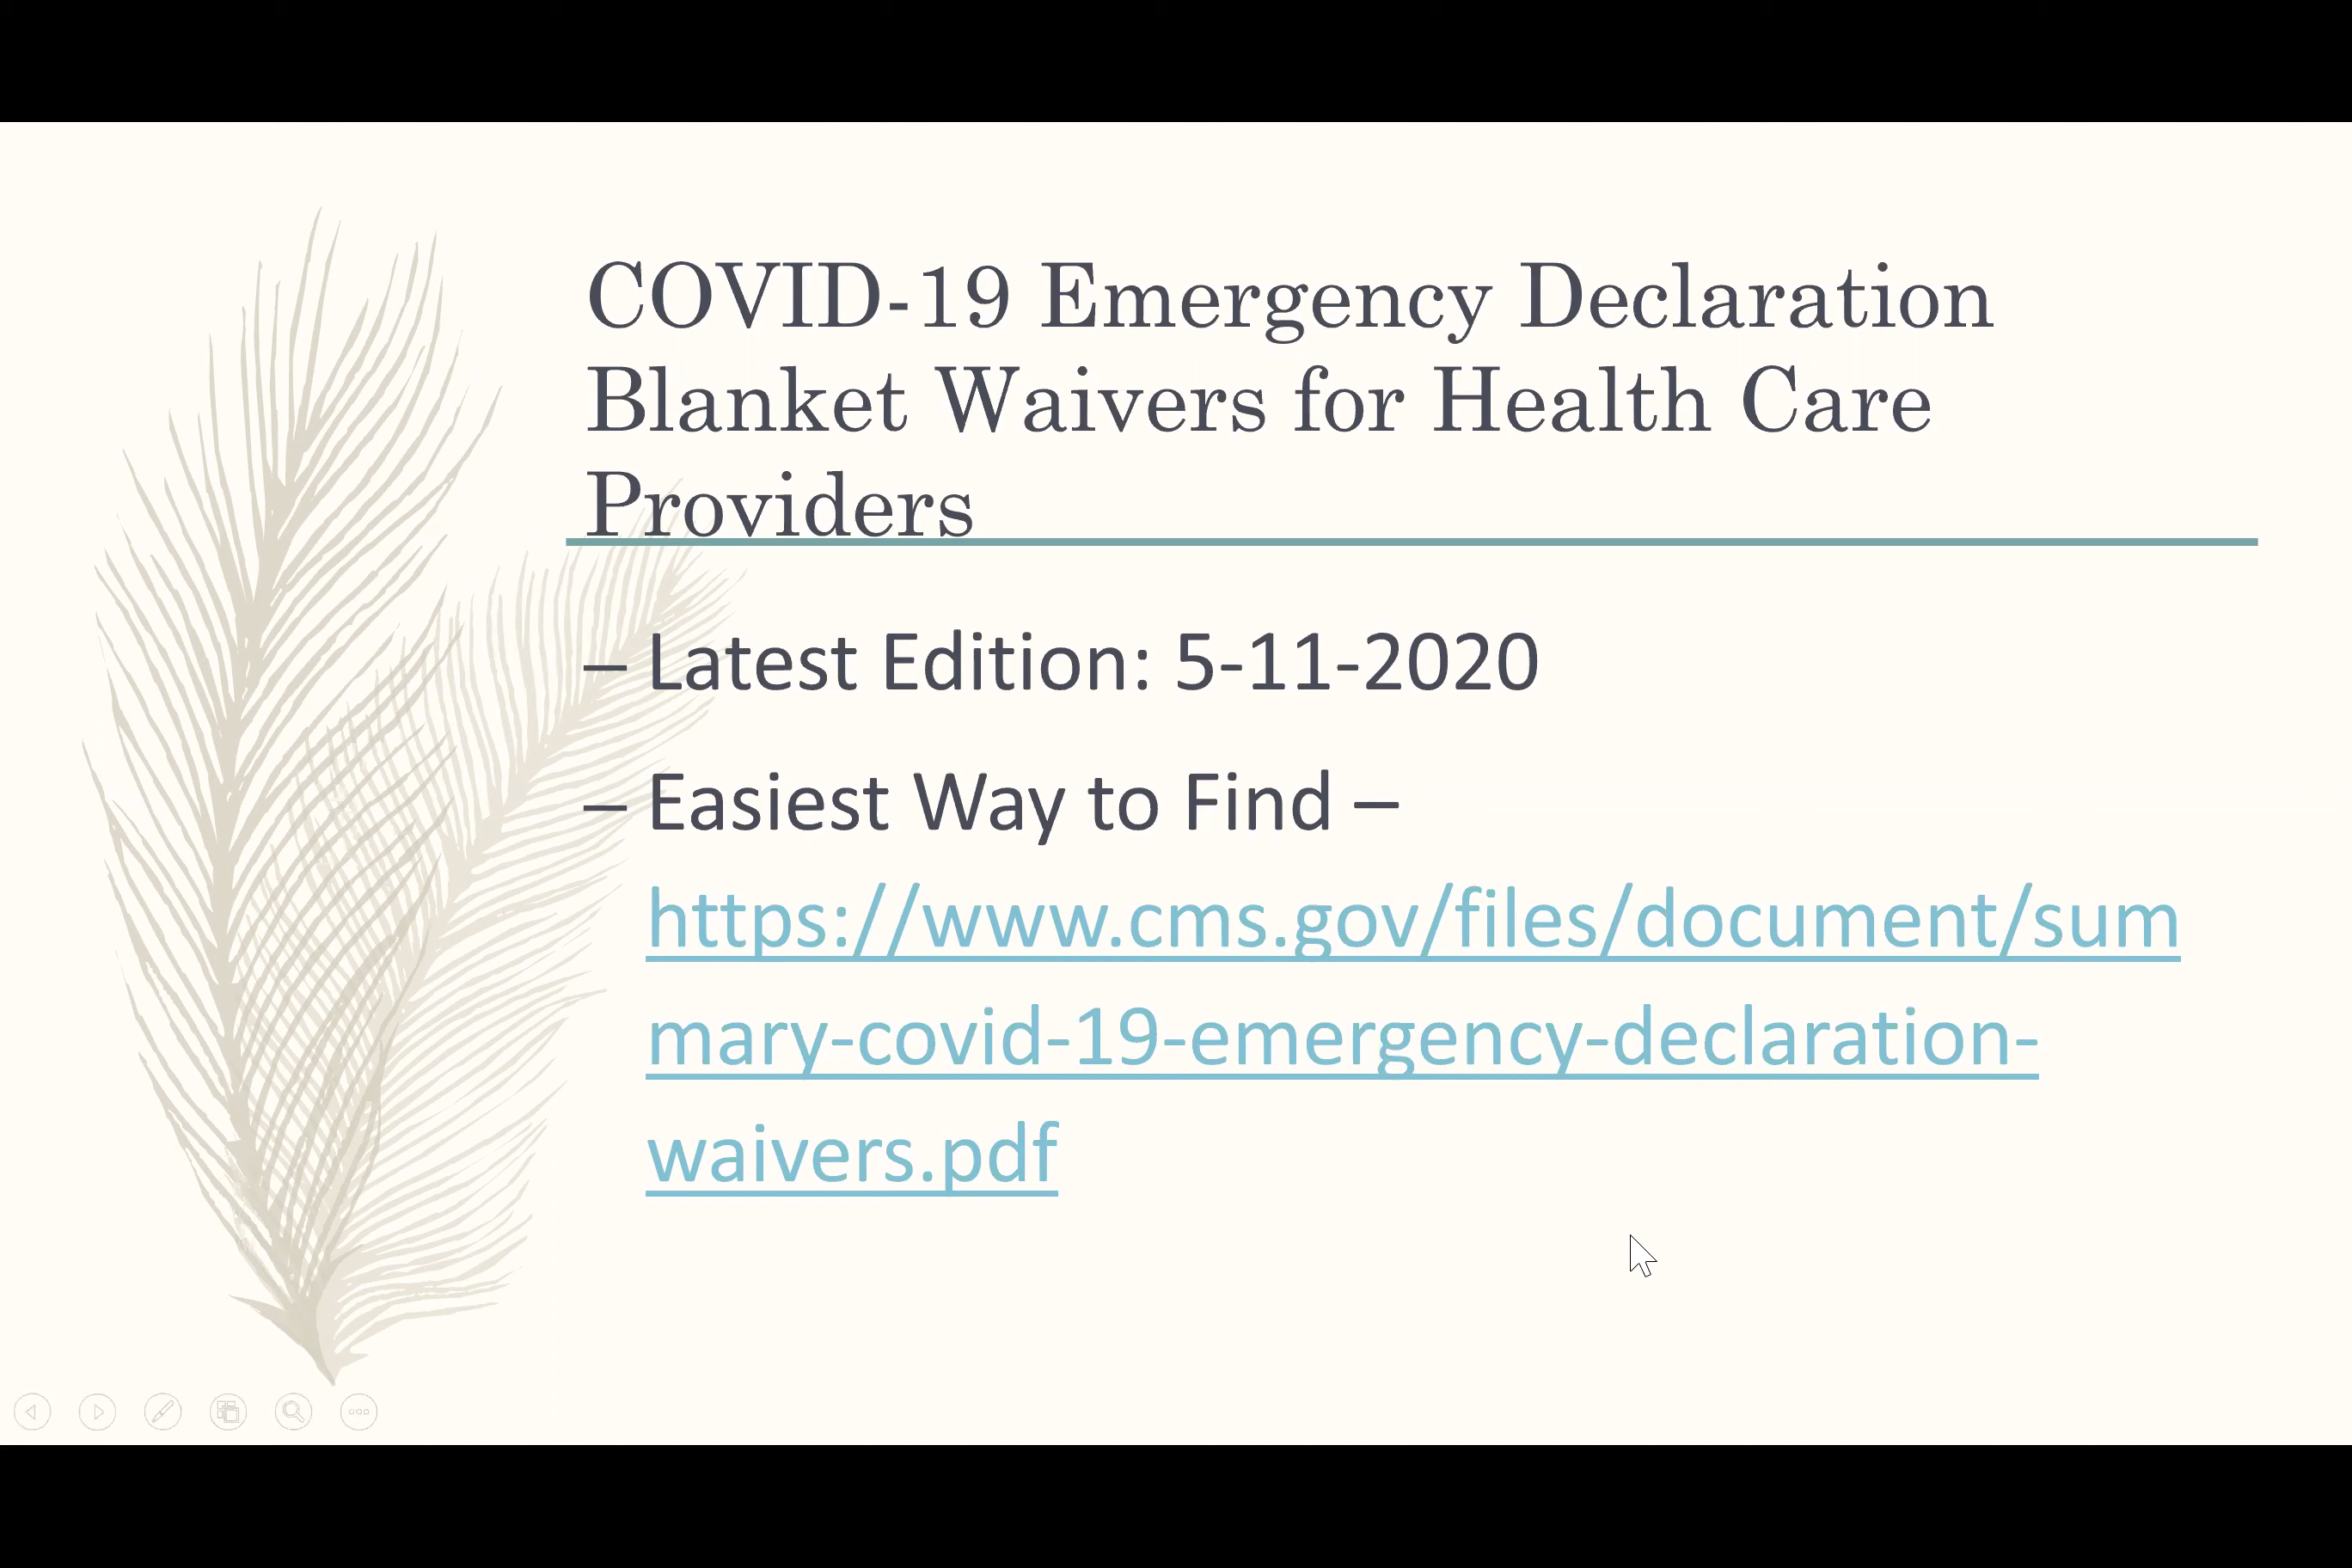 COVID-19 Emergency Declaration
Blanket Waivers for Health Care
Providers
– Latest Edition: 5-11-2020
– Easiest Way to Find –
https://www.cms.gov/files/document/sum
mary-covid-19-emergency-declaration-
waivers.pdf